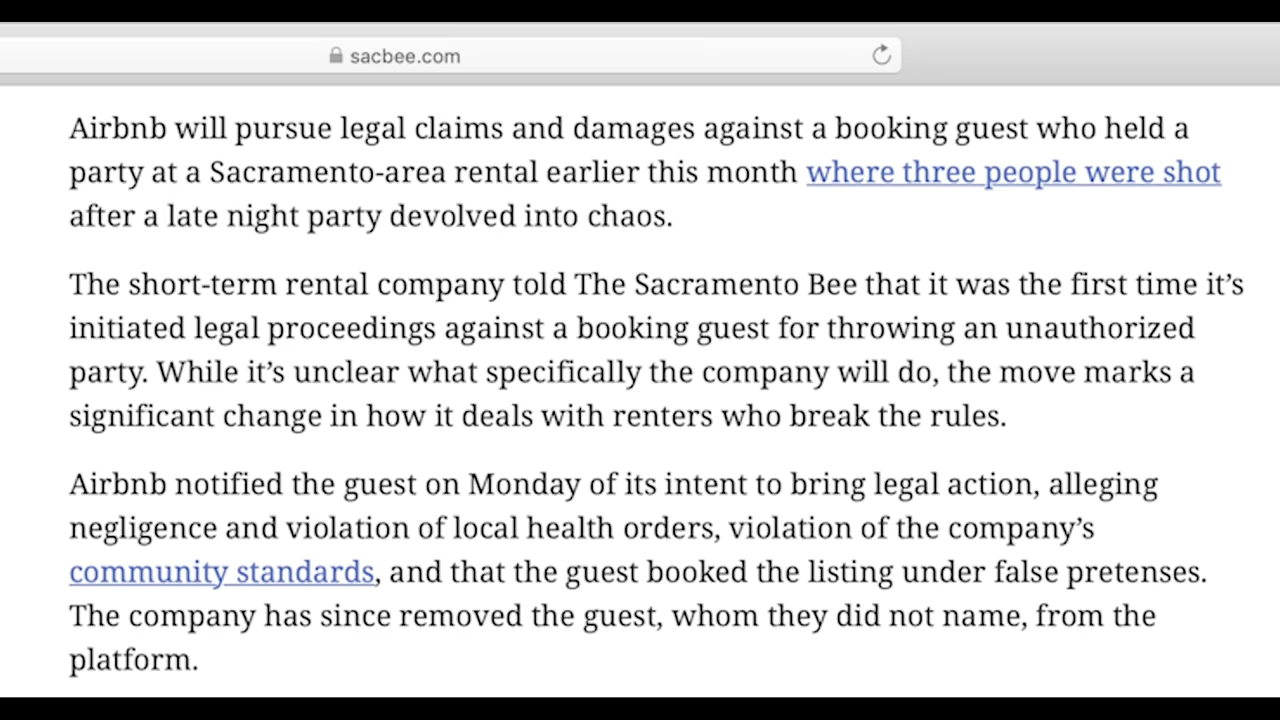 sacbee.com
Airbnb will pursue legal claims and damages against a booking guest who held a
party at a Sacramento-area rental earlier this month where three people were shot
after a late night party devolved into chaos.
The short-term rental company told The Sacramento Bee that it was the first time it’s
initiated legal proceedings against a booking guest for throwing an unauthorized
party. While it’s unclear what specifically the company will do, the move marks a
significant change in how it deals with renters who break the rules.
Airbnb notified the guest on Monday of its intent to bring legal action, alleging
negligence and violation of local health orders, violation of the company’s
community standards, and that the guest booked the listing under false pretenses.
The company has since removed the guest, whom they did not name, from the
platform.